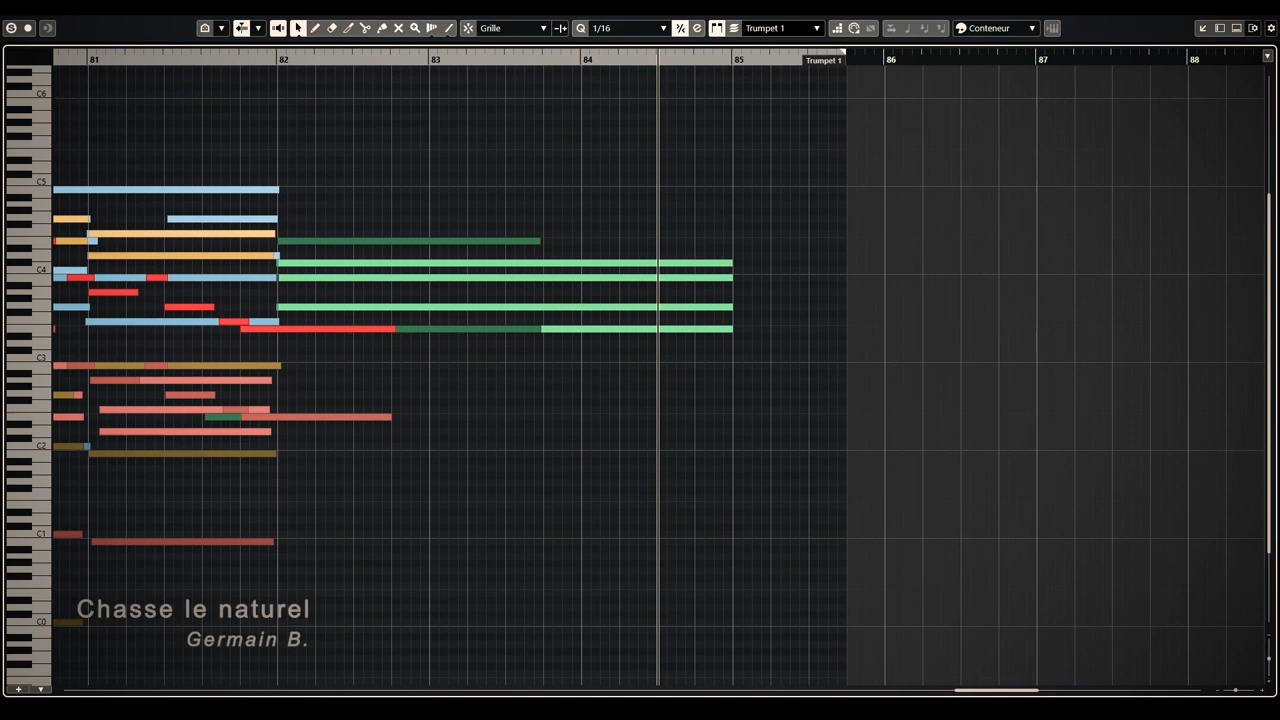 Grille
1/16
Trumpet 1
Conteneur
81 82 83 84 85 86 87 88
Trumpet 1
C6
C5
C4
C3
C2
C1
C0
Chasse le naturel
Germain B.